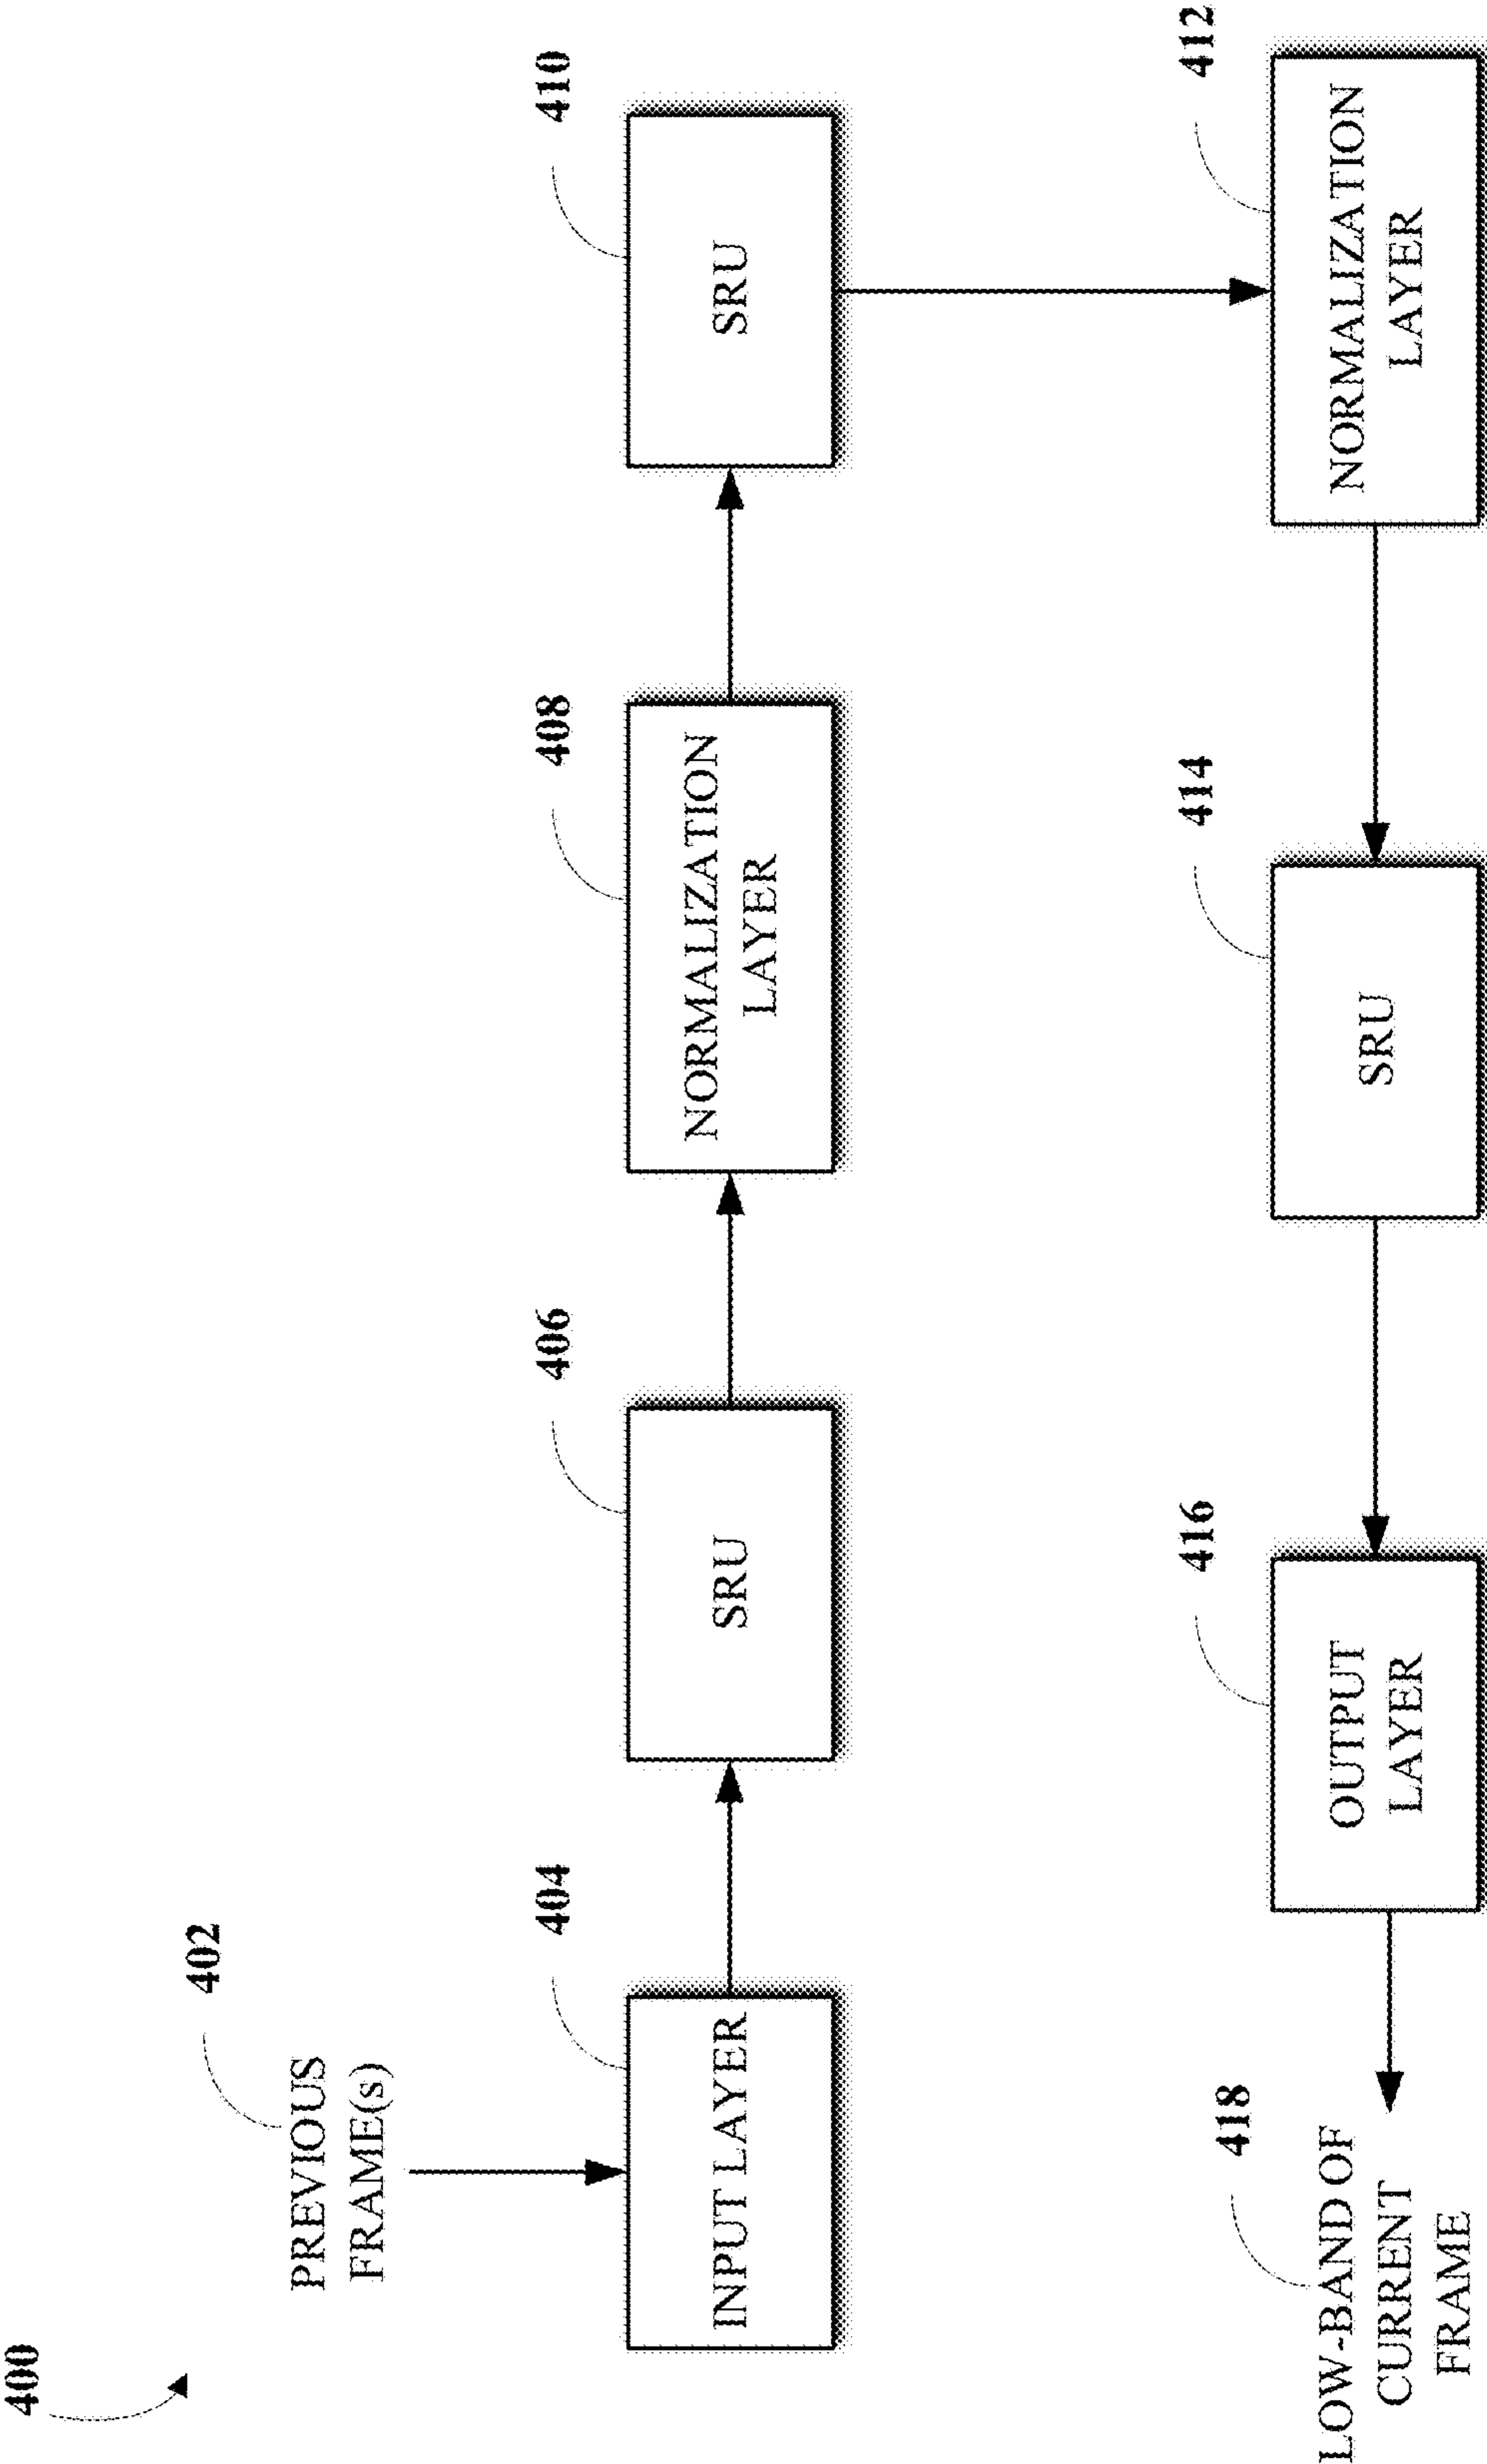 400
402
PREVIOUS
FRAME(s)
404
INPUT LAYER
406
SRU
408
NORMALIZATION
LAYER
410
SRU
412
NORMALIZATION
LAYER
414
SRU
416
OUTPUT
LAYER
418
LOW-BAND OF
CURRENT
FRAME